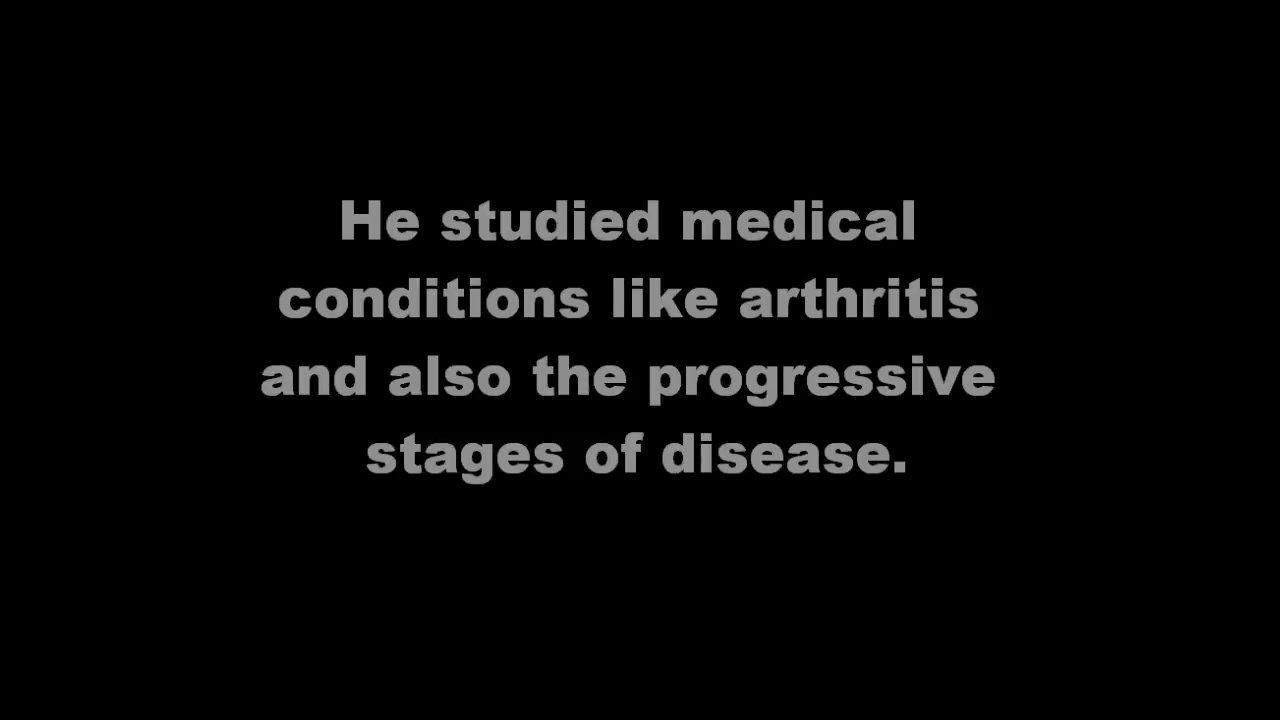 He studied medical
conditions like arthritis
and also the progressive
stages of disease.